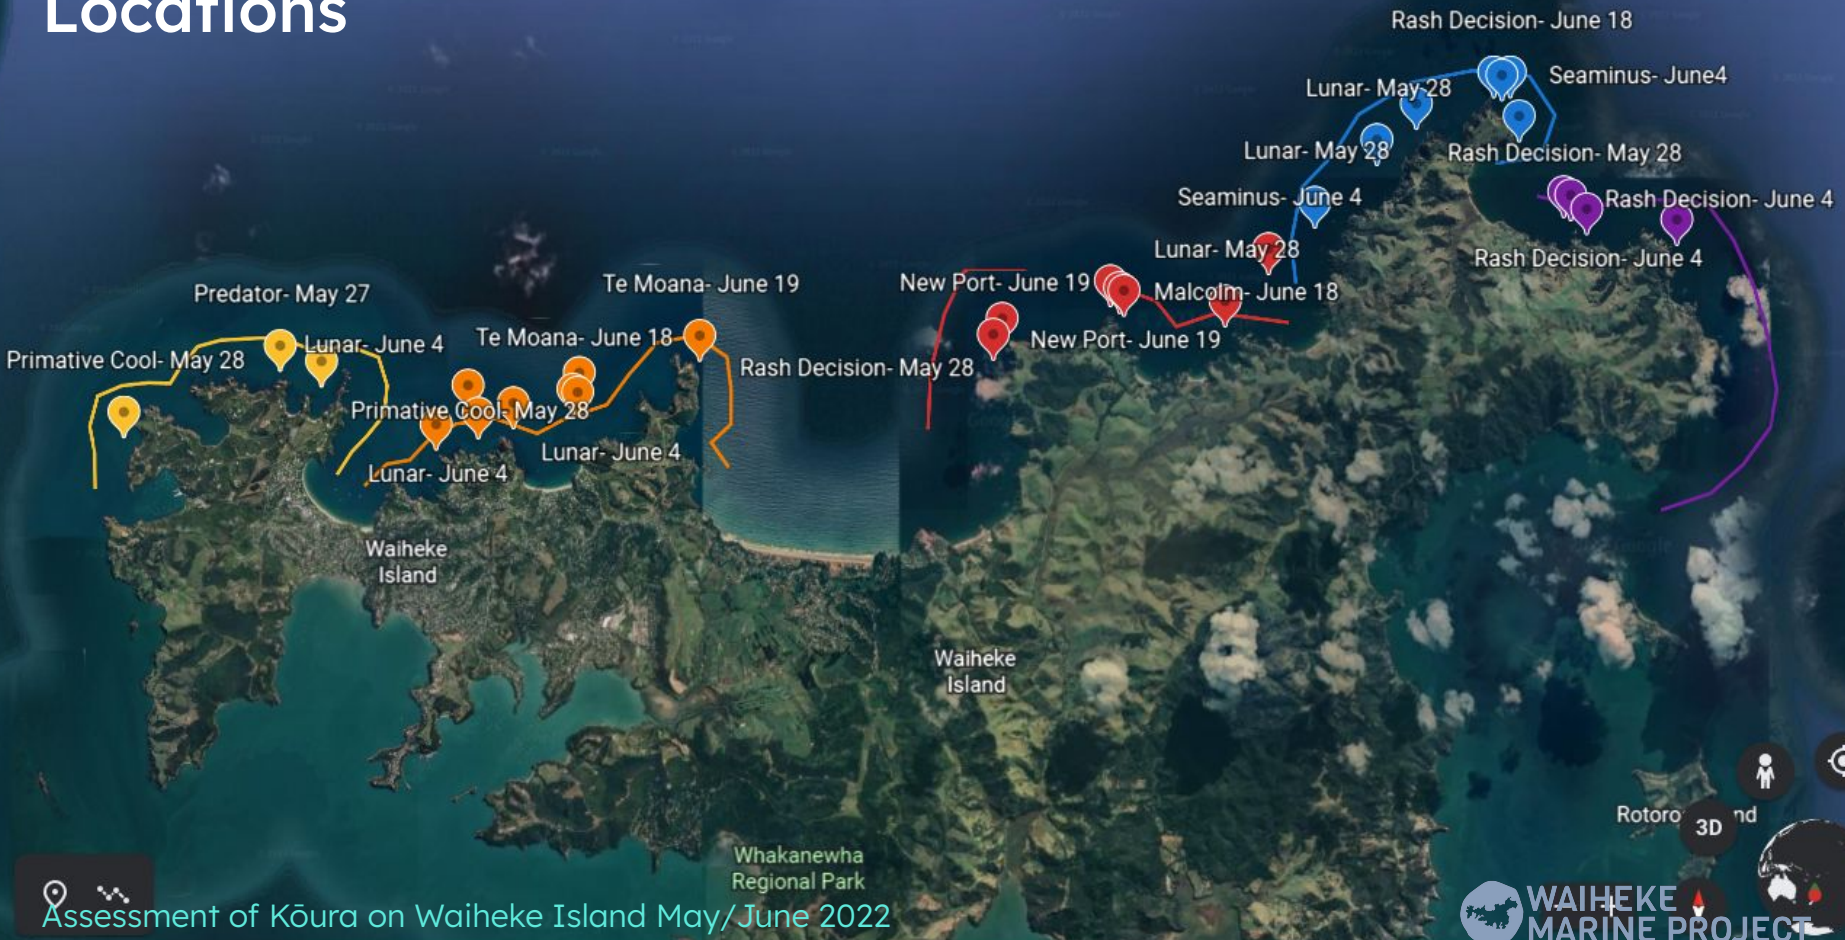 Locations
Rash Decision- June 18
Seaminus- June4
Lunar- May 28
Lunar- May 28
Rash Decision- May 28
Seaminus- June 4
Rash Decision- June 4
Lunar- May 28
Rash Decision- June 4
New Port- June 19
Malcolm- June 18
New Port- June 19
Te Moana- June 19
Predator- May 27
Te Moana- June 18
Lunar- June 4
Primative Cool- May 28
Rash Decision- May 28
Primative Cool- May 28
Lunar- June 4
Lunar- June 4
Waiheke
Island
Waiheke
Island
Rotoro nd
3D
Whakanewha
Regional Park
Assessment of Kōura on Waiheke Island May/June 2022
WAIHEKE
MARINE PROJECT